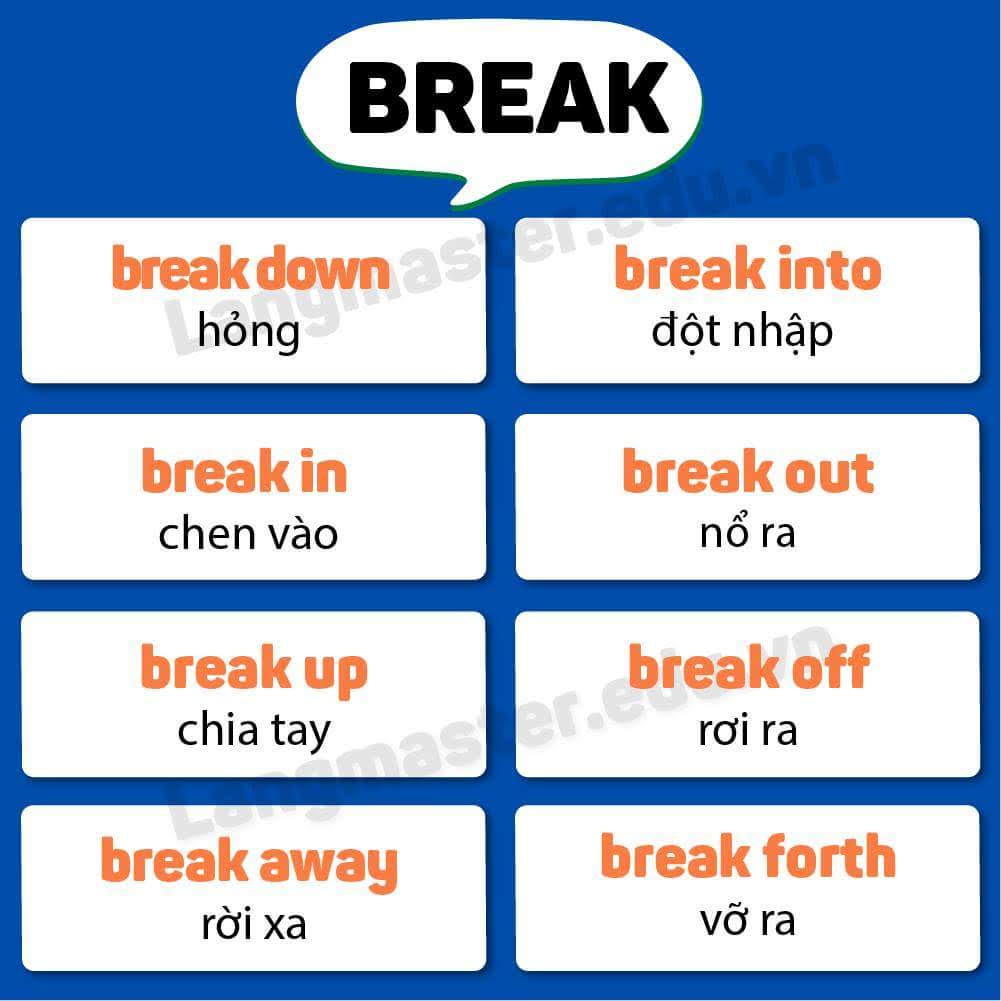 BREAK
break down
hỏng
break into
đột nhập
break in
chen vào
break out
nổ ra
break up
chia tay
break off
rơi ra
break away
rời xa
break forth
vỡ ra
Langmaster.edu.vn
Langmaster.edu.vn